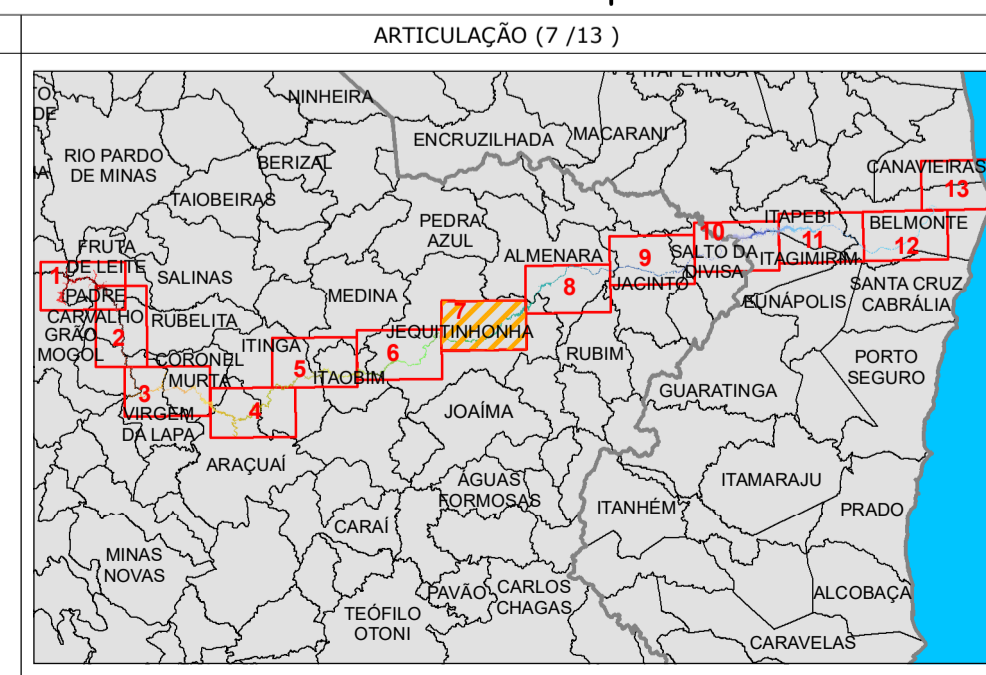 ARTICULAÇÃO (7 /13 )
NINHEIRA
ENCRUZILHADA
MACARANI
RIO PARDO
DE MINAS
BERIZAL
CANAVIEIRAS
13
TAIOBEIRAS
PEDRA
AZUL
ITAPEBI
BELMONTE
10
11
12
FRUTA
DE LEITE
ALMENARA
SALTO DA
DIVISA
ITAGIMIRIM
9
1
SALINAS
8
JACINTO
SANTA CRUZ
CABRÁLIA
PADRE
CARVALHO
MEDINA
EUNÁPOLIS
7
RUBELITA
JEQUITINHONHA
2
GRÃO
MOGOL
ITINGA
6
RUBIM
PORTO
SEGURO
CORONEL
MURTA
5
ITAOBIM
3
GUARATINGA
4
VIRGEM
DA LAPA
JOAÍMA
ARAÇUAÍ
ÁGUAS
FORMOSAS
ITAMARAJU
ITANHÉM
PRADO
CARAÍ
MINAS
NOVAS
PAVÃO
CARLOS
CHAGAS
ALCOBAÇA
TEÓFILO
OTONI
CARAVELAS